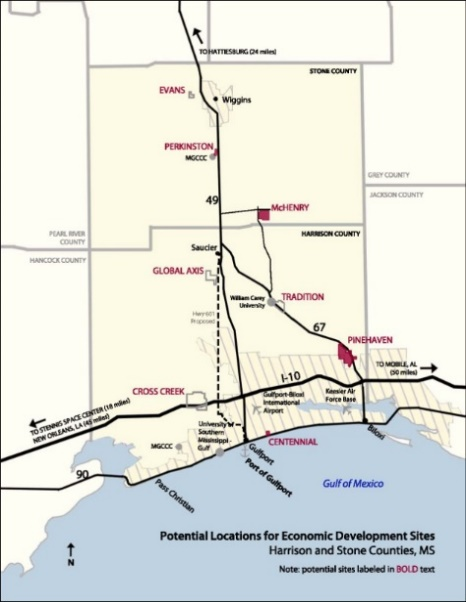 TO HATTIESBURG (24 miles)
STONE COUNTY
EVANS
Wiggins
PERKINSTON
MGCCC
GREY COUNTY
JACKSON COUNTY
49
McHENRY
HARRISON COUNTY
PEARL RIVER
COUNTY
HANCOCK COUNTY
Saucier
GLOBAL AXIS
William Carey
University
TRADITION
Hwy 601
Proposed
67
PINEHAVEN
TO MOBILE, AL
(50 miles)
I-10
CROSS CREEK
Gulfport-Biloxi
International
Airport
Keesler Air
Force Base
TO STENNIS SPACE CENTER (18 miles)
NEW ORLEANS, LA (45 miles)
University
Southern
Mississippi-
Gulf
CENTENNIAL
Biloxi
MGCCC
Gulfport
Port of Gulfport
90
Pass Christian
Gulf of Mexico
N
Potential Locations for Economic Development Sites
Harrison and Stone Counties, MS
Note: potential sites labeled in BOLD text